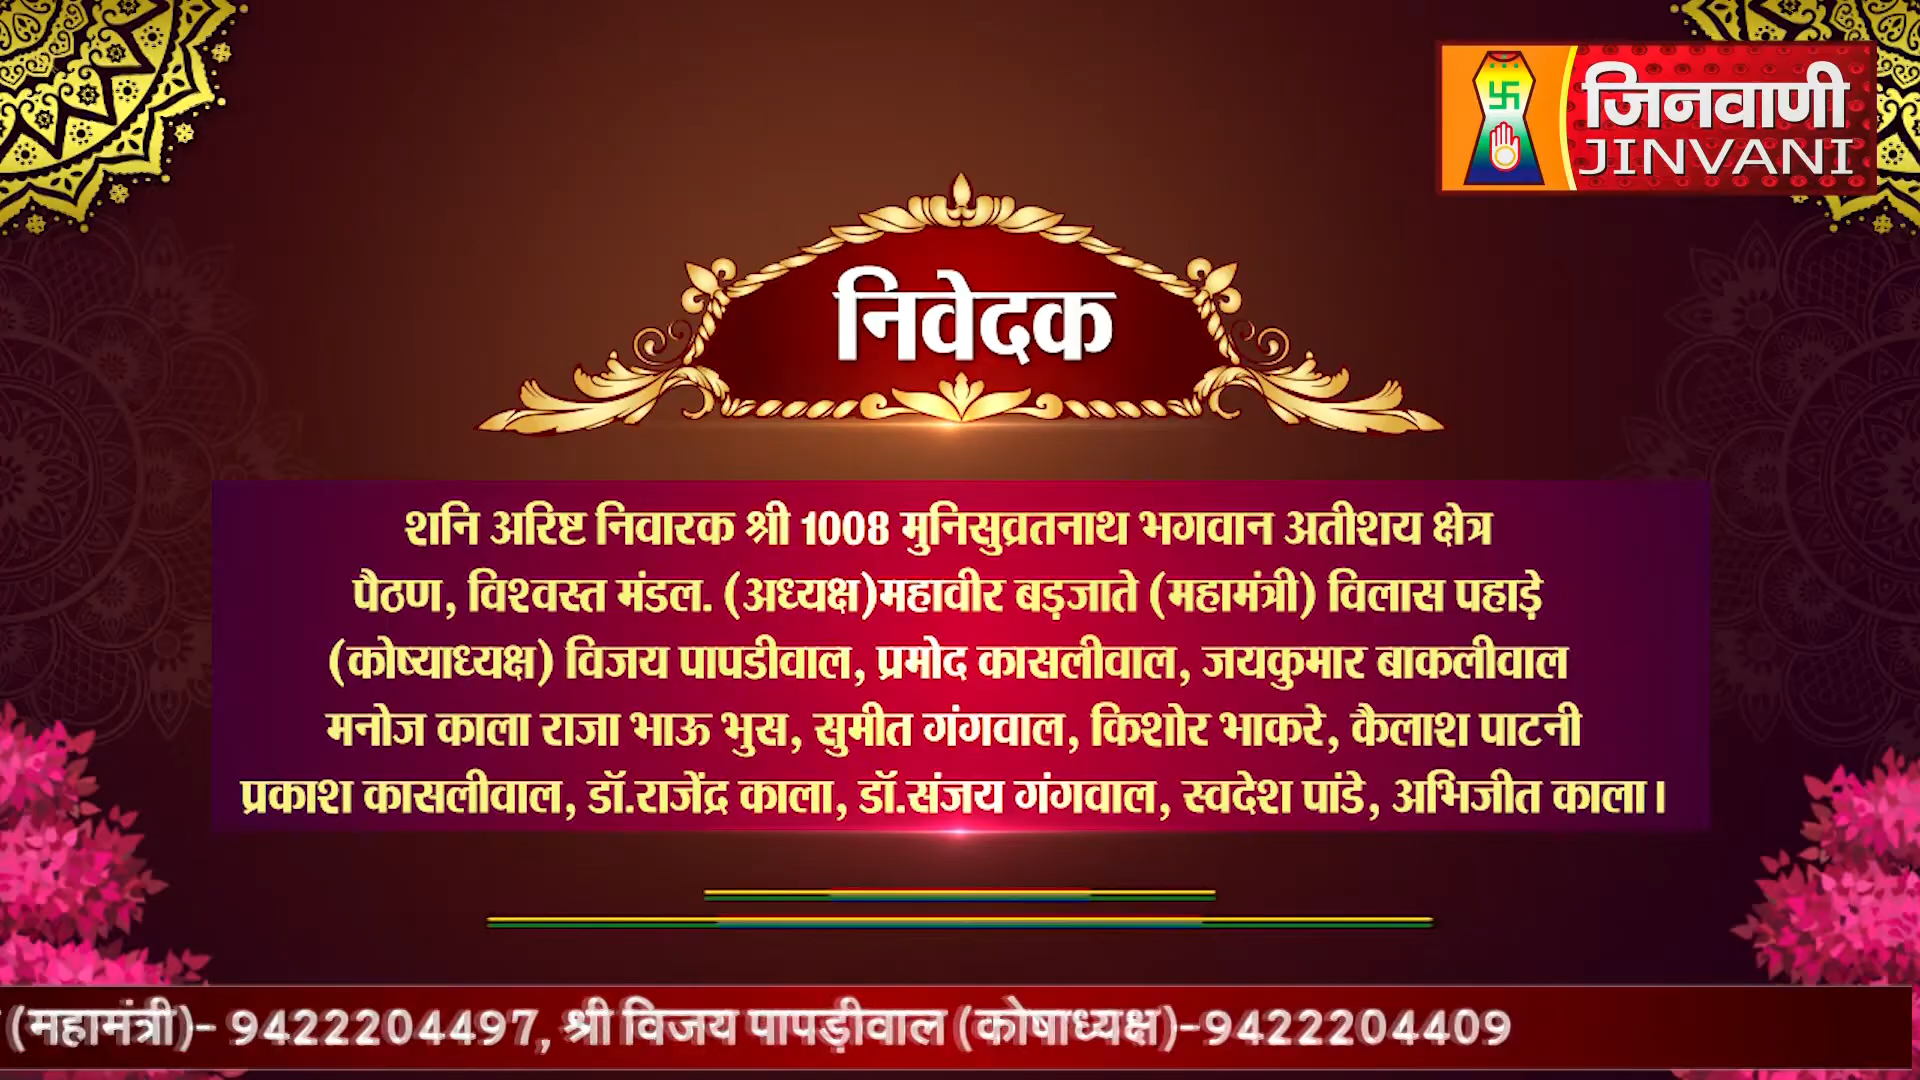 जिनवाणी
JINVANI
निवेदक
शनि अरिष्ट निवारक श्री 1008 मुनिसुव्रतनाथ भगवान अतीशय क्षेत्र
पैठण, विश्वस्त मंडल. (अध्यक्ष)महावीर बड़जाते (महामंत्री) विलास पहाड़े
(कोष्याध्यक्ष) विजय पापडीवाल, प्रमोद कासलीवाल, जयकुमार बाकलीवाल
मनोज काला राजा भाऊ भुस, सुमीत गंगवाल, किशोर भाकरे, कैलाश पाटनी
प्रकाश कासलीवाल, डॉ.राजेंद्र काला, डॉ.संजय गंगवाल, स्वदेश पांडे, अभिजीत काला।
(महामंत्री)- 9422204497, श्री विजय पापड़ीवाल (कोषाध्यक्ष)-9422204409